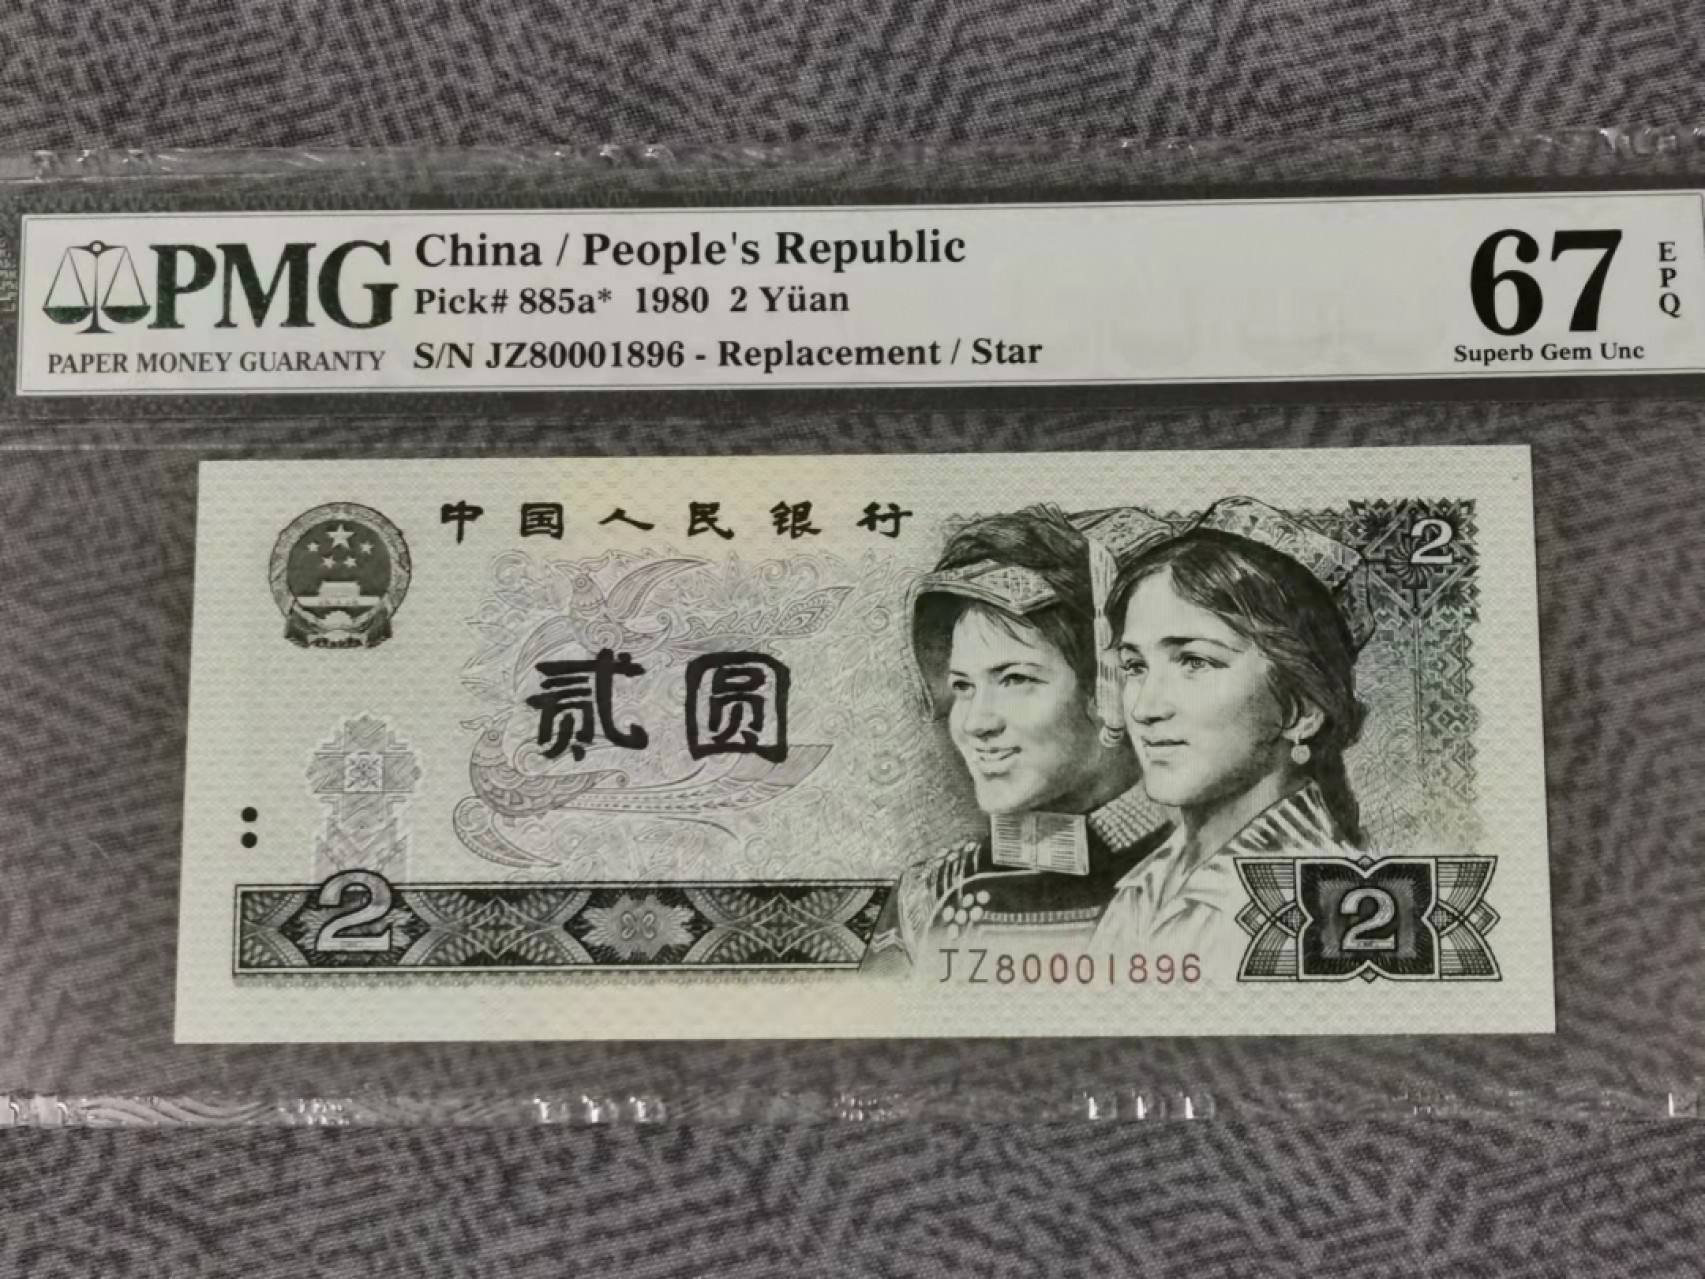 PMG
PAPER MONEY GUARANTY
China / People's Republic
Pick# 885a* 1980 2 Yüan
S/N JZ80001896 - Replacement / Star
67
EPQ
Superb Gem Unc
中国人民银行
2
贰圆
2
2
JZ80001896